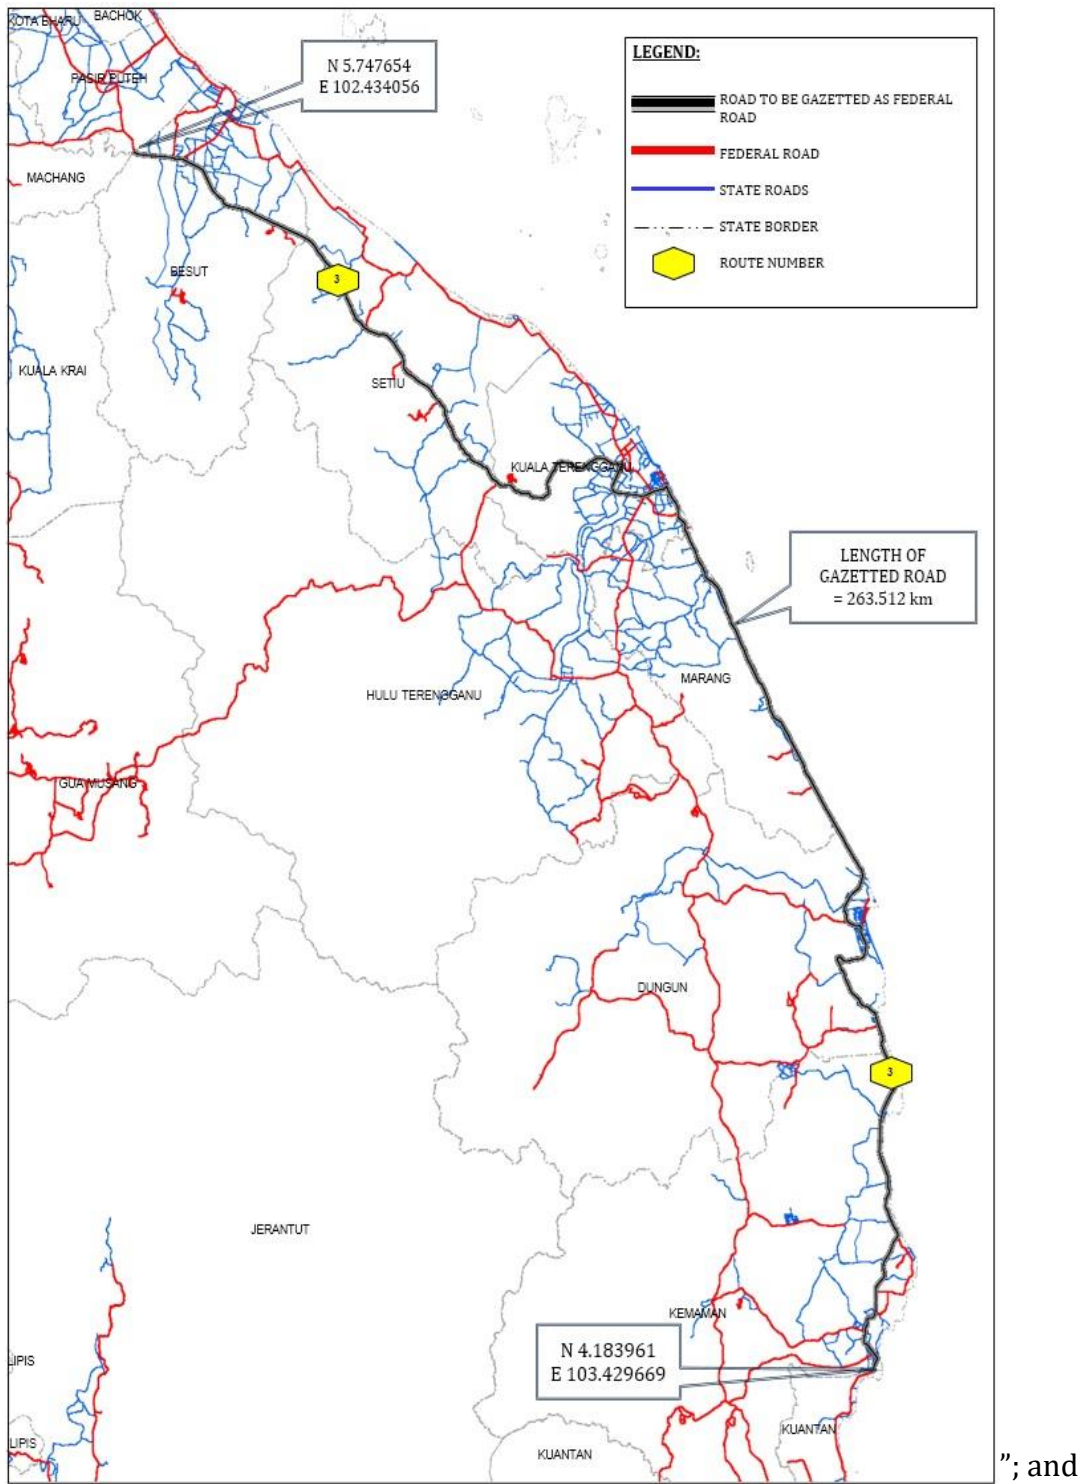 KOTA BHARU
BACHOK
PASIR PUTEH
N 5.747654
E 102.434056
LEGEND:
ROAD TO BE GAZETTED AS FEDERAL
ROAD
FEDERAL ROAD
STATE ROADS
STATE BORDER
ROUTE NUMBER
MACHANG
BESUT
3
KUALA KRAI
SETIU
KUALA TERENGGANU
LENGTH OF
GAZETTED ROAD
= 263.512 km
MARANG
HULU TERENGGANU
GUA MUSANG
DUNGUN
3
JERANTUT
KEMAMAN
N 4.183961
E 103.429669
LIPIS
LIPIS
KUANTAN
KUANTAN
”; and